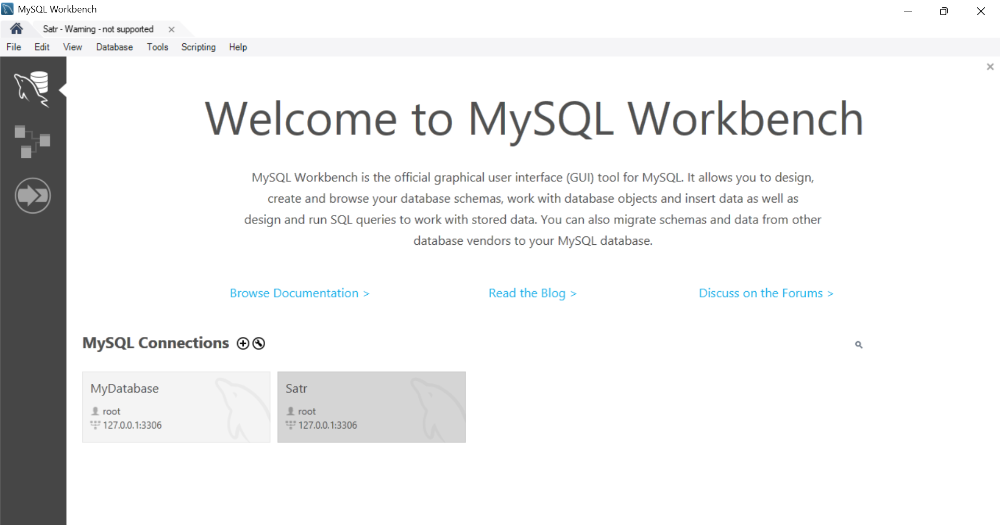 MySQL Workbench
Satr - Warning - not supported
File Edit View Database Tools Scripting Help
Welcome to MySQL Workbench
MySQL Workbench is the official graphical user interface (GUI) tool for MySQL. It allows you to design,
create and browse your database schemas, work with database objects and insert data as well as
design and run SQL queries to work with stored data. You can also migrate schemas and data from other
database vendors to your MySQL database.
Browse Documentation > Read the Blog > Discuss on the Forums >
MySQL Connections
MyDatabase
root
127.0.0.1:3306
Satr
root
127.0.0.1:3306